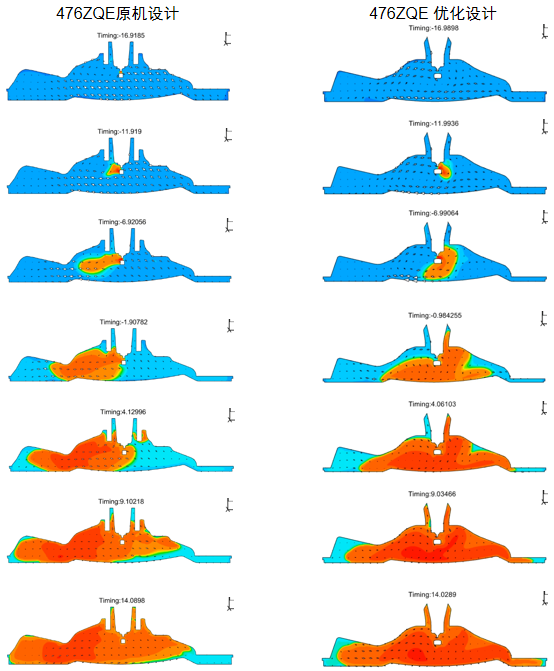 476ZQE原机设计
476ZQE 优化设计
Timing:-16.9185
Timing:-16.9898
Timing:-11.919
Timing:-11.9936
Timing:-6.92056
Timing:-6.99064
Timing:-1.90782
Timing:-0.984255
Timing:4.12996
Timing:4.06103
Timing:9.10218
Timing:9.03466
Timing:14.0898
Timing:14.0289